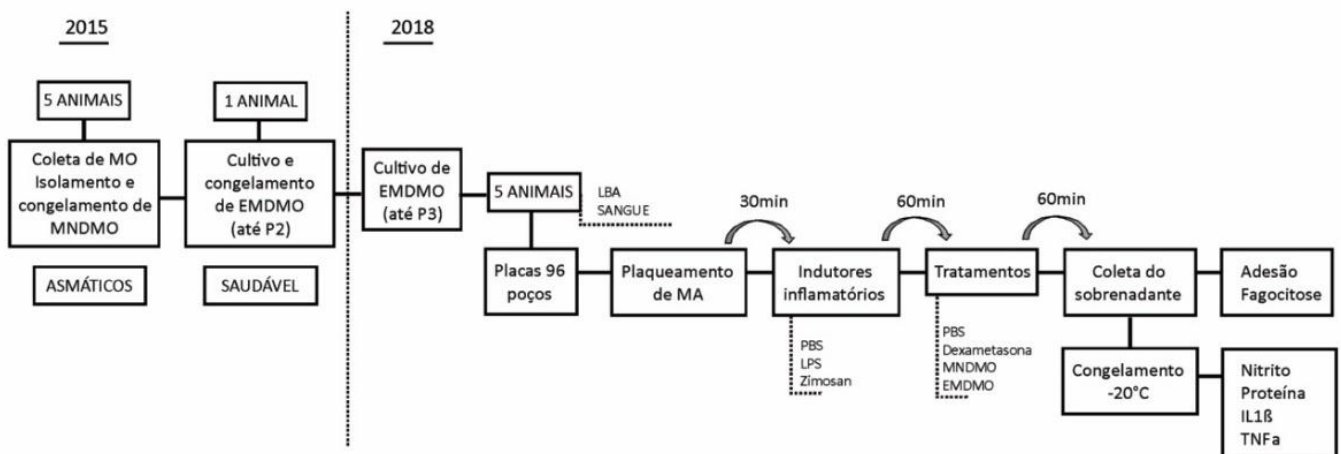 2015
5 ANIMAIS
Coleta de MO
Isolamento e
congelamento de
MNDMO
ASMÁTICOS
1 ANIMAL
Cultivo e
congelamento
de EMDMO
(até P2)
SAUDÁVEL
2018
Cultivo de
EMDMO
(até P3)
5 ANIMAIS
LBA
SANGUE
Placas 96
poços
Plaqueamento
de MA
30min
Indutores
inflamatórios
PBS
LPS
Zimosan
60min
Tratamentos
PBS
Dexametasona
MNDMO
EMDMO
60min
Coleta do
sobrenadante
Adesão
Fagocitose
Congelamento
-20°C
Nitrito
Proteína
IL1ß
TNFa